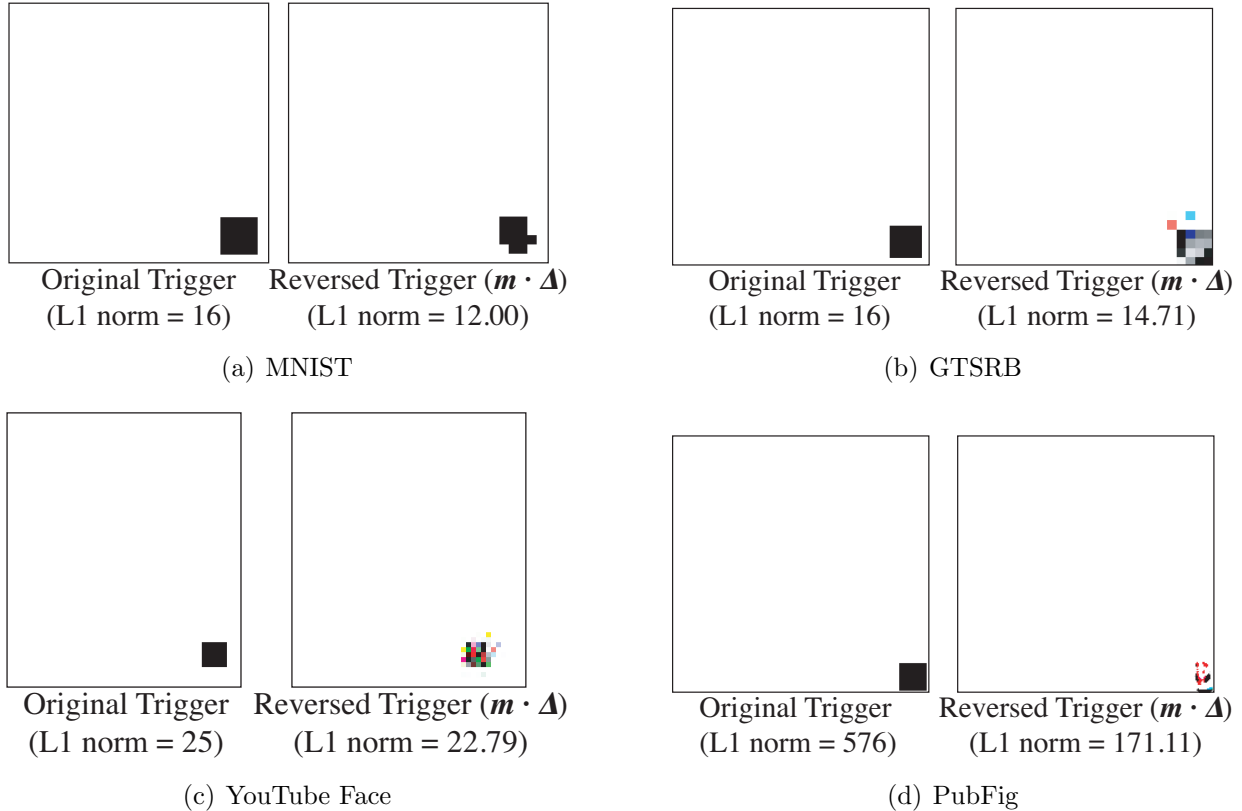 Original Trigger Reversed Trigger (m · Δ)
(L1 norm = 16) (L1 norm = 12.00)
(a) MNIST
Original Trigger Reversed Trigger (m · Δ)
(L1 norm = 16) (L1 norm = 14.71)
(b) GTSRB
Original Trigger Reversed Trigger (m · Δ)
(L1 norm = 25) (L1 norm = 22.79)
(c) YouTube Face
Original Trigger Reversed Trigger (m · Δ)
(L1 norm = 576) (L1 norm = 171.11)
(d) PubFig